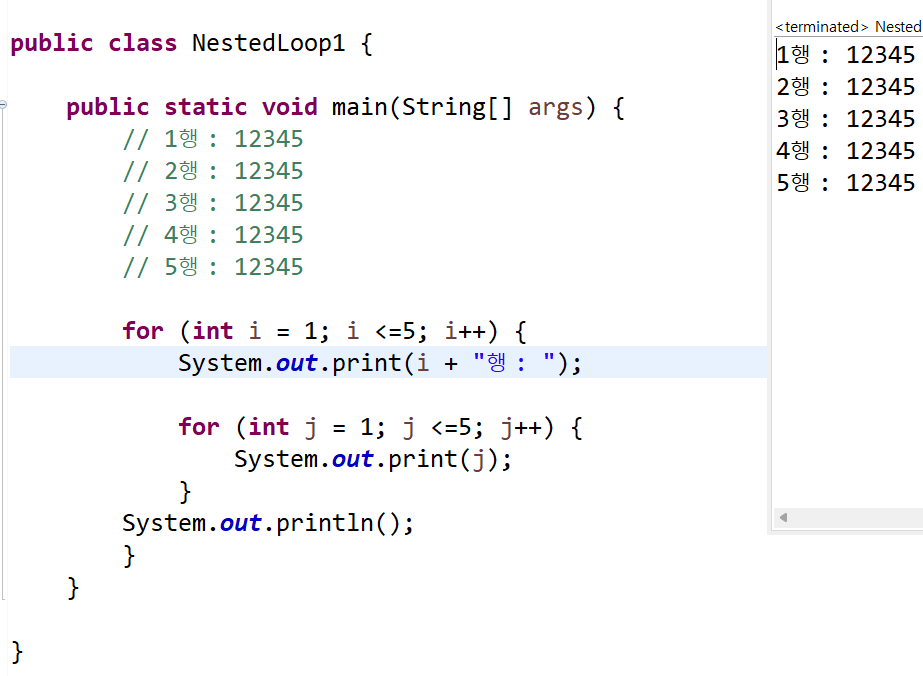 public class NestedLoop1 {
public static void main(String[] args) {
// 1행 : 12345
// 2행 : 12345
// 3행 : 12345
// 4행 : 12345
// 5행 : 12345
for (int i = 1; i <=5; i++) {
System.out.print(i + "행 : ");
for (int j = 1; j <=5; j++) {
System.out.print(j);
}
System.out.println();
}
}
}
<terminated> Nested
1행 : 12345
2행 : 12345
3행 : 12345
4행 : 12345
5행 : 12345